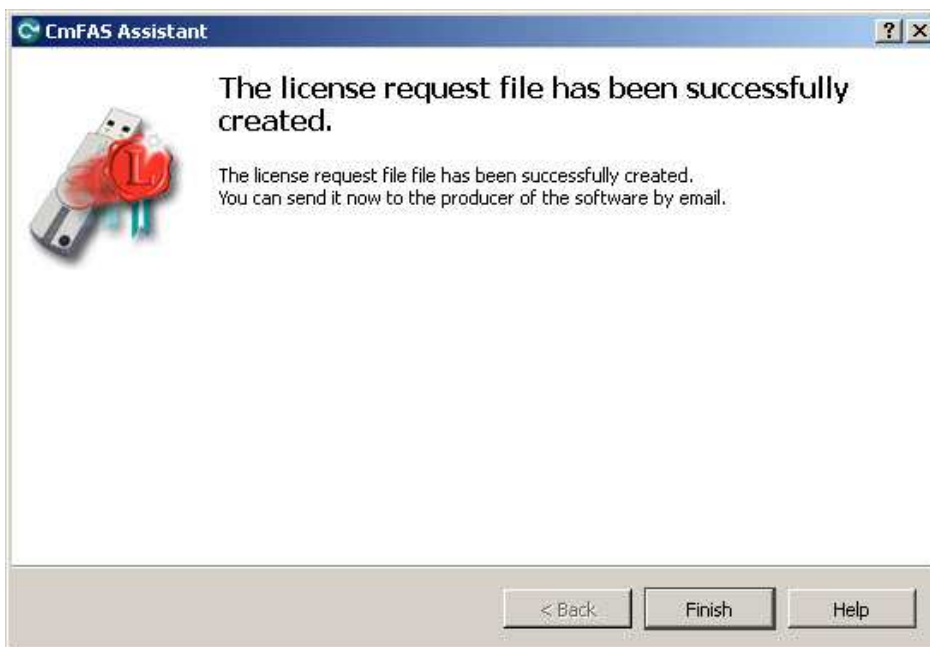 CmFAS Assistant
?
The license request file has been successfully
created.
L
The license request file file has been successfully created.
You can send it now to the producer of the software by email.
< Back
Finish
Help